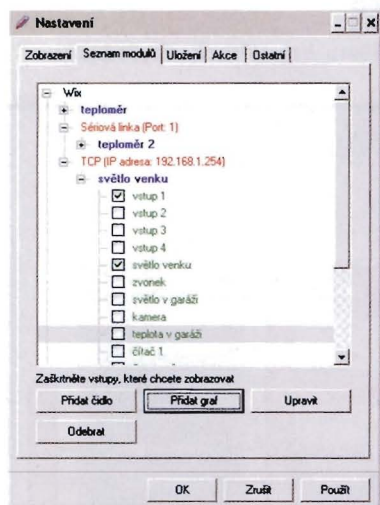 Nastavení
Zobrazení Seznam modulů Uložení Akce Ostatní
Wix
teploměr
Sériová linka (Port: 1)
teploměr 2
TCP (IP adresa: 192.168.1.254)
světlo venku
vstup 1
vstup 2
vstup 3
vstup 4
světlo venku
zvonek
světlo v garáži
kamera
teplota v garáži
čítač 1
Zaškrtněte vstupy, které chcete zobrazovat
Přidat čidlo Přidat graf Upravit
Odebrat
OK Zrušit Použít